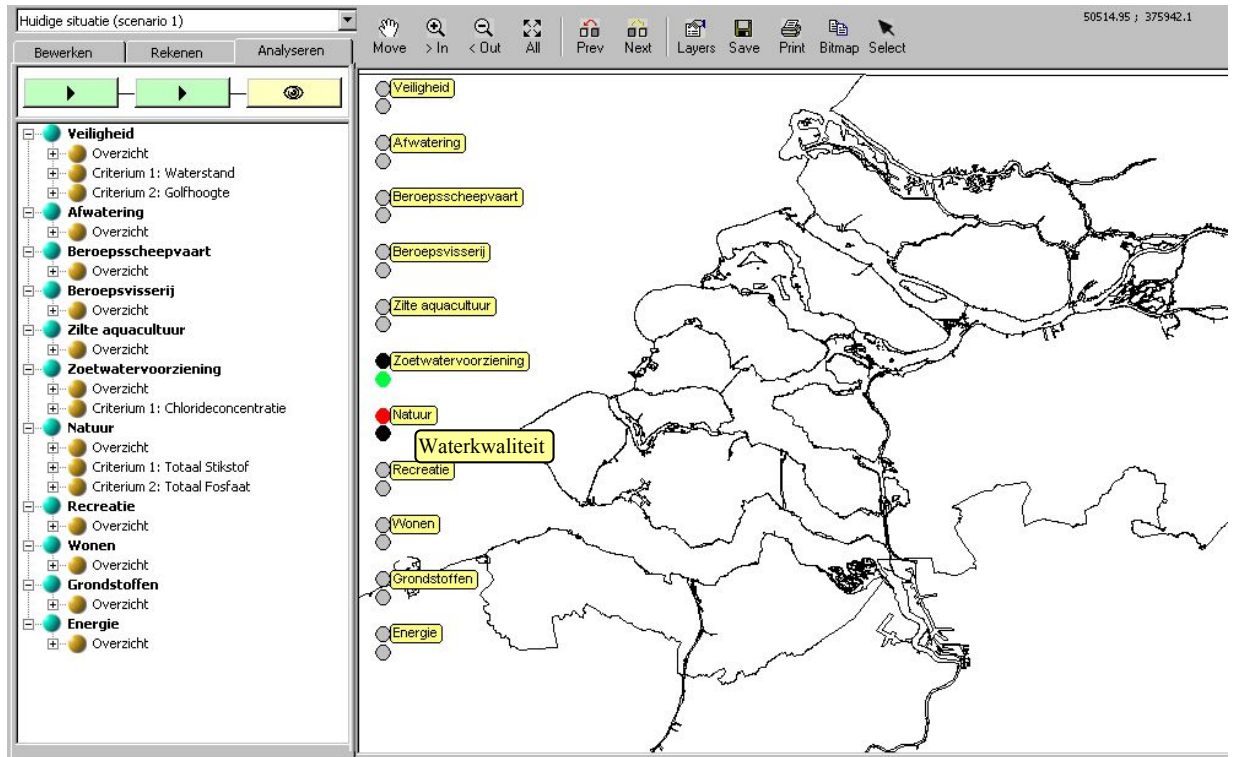 Huidige situatie (scenario 1)
Bewerken
Rekenen
Analyseren
Move
> In
< Out
All
Prev
Next
Layers
Save
Print
Bitmap
Select
50514.95 ; 375942.1
Veiligheid
Overzicht
Criterium 1: Waterstand
Criterium 2: Golfhoogte
Afwatering
Overzicht
Beroepsscheepvaart
Overzicht
Beroepsvisserij
Overzicht
Zilte aquacultuur
Overzicht
Zoetwatervoorziening
Overzicht
Criterium 1: Chlorideconcentratie
Natuur
Overzicht
Criterium 1: Totaal Stikstof
Criterium 2: Totaal Fosfaat
Recreatie
Overzicht
Wonen
Overzicht
Grondstoffen
Overzicht
Energie
Overzicht
Veiligheid
Afwatering
Beroepsscheepvaart
Beroepsvisserij
Zilte aquacultuur
Zoetwatervoorziening
Natuur
Waterkwaliteit
Recreatie
Wonen
Grondstoffen
Energie